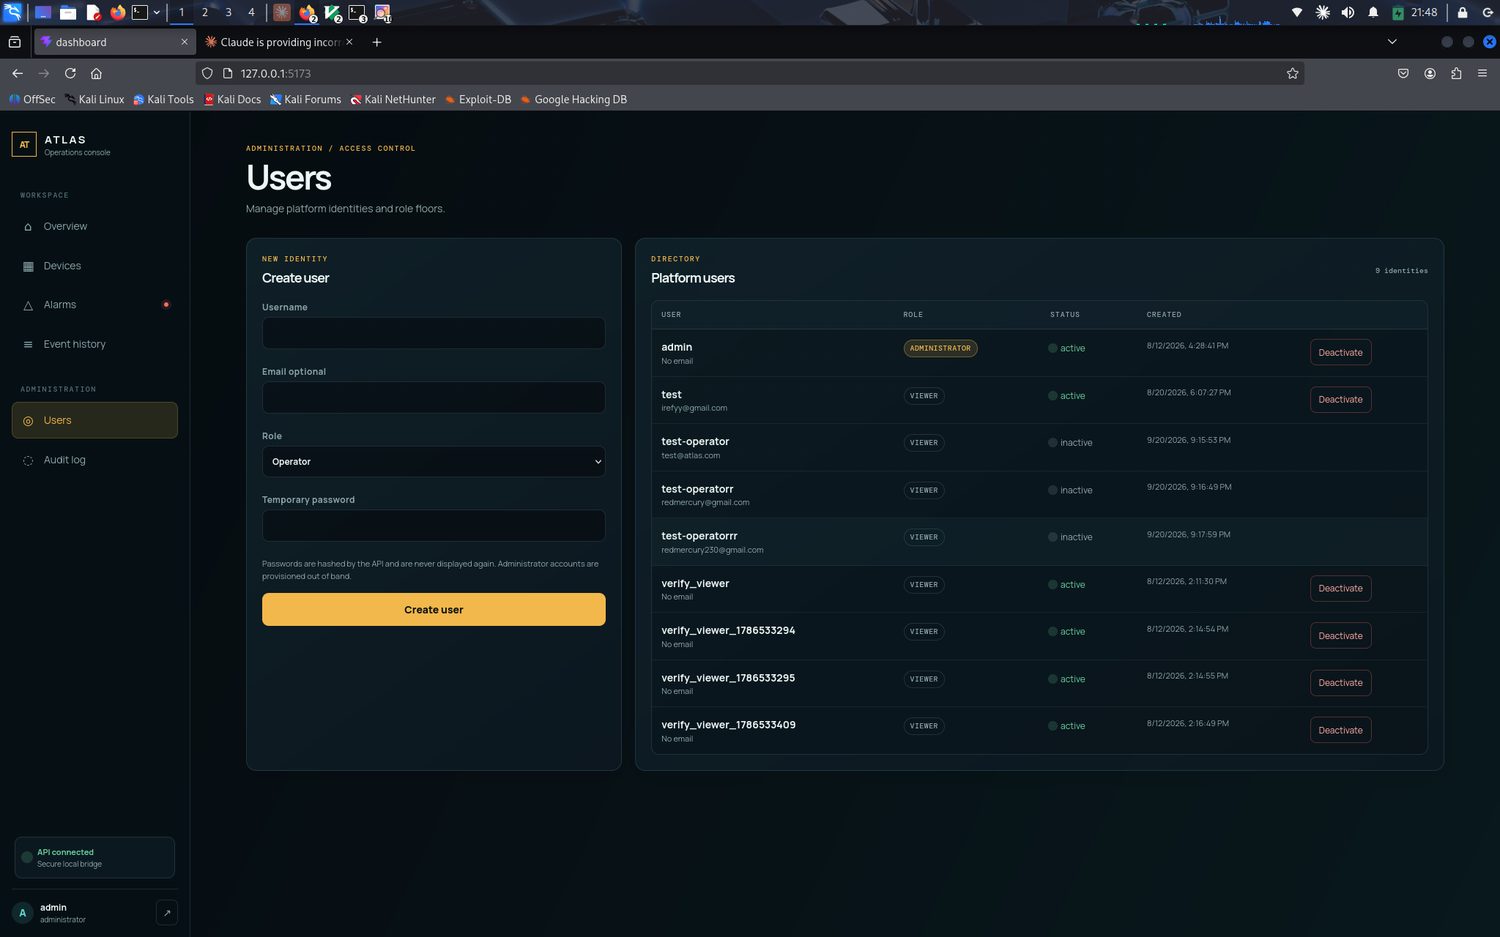 1
2
3
4
2
2
3
10
21:48
dashboard
Claude is providing incorr
127.0.0.1:5173
OffSec
Kali Linux
Kali Tools
Kali Docs
Kali Forums
Kali NetHunter
Exploit-DB
Google Hacking DB
AT
ATLAS
Operations console
WORKSPACE
Overview
Devices
Alarms
Event history
ADMINISTRATION
Users
Audit log
API connected
Secure local bridge
A
admin
administrator
ADMINISTRATION / ACCESS CONTROL
Users
Manage platform identities and role floors.
NEW IDENTITY
Create user
Username
Email optional
Role
Operator
Temporary password
Passwords are hashed by the API and are never displayed again. Administrator accounts are
provisioned out of band.
Create user
DIRECTORY
Platform users
9 identities
USER ROLE STATUS CREATED
admin ADMINISTRATOR active 8/12/2026, 4:28:41 PM Deactivate
No email
test VIEWER active 8/20/2026, 6:07:27 PM Deactivate
irefyy@gmail.com
test-operator VIEWER inactive 9/20/2026, 9:15:53 PM
test@atlas.com
test-operatorr VIEWER inactive 9/20/2026, 9:16:49 PM
redmercury@gmail.com
test-operatorrr VIEWER inactive 9/20/2026, 9:17:59 PM
redmercury230@gmail.com
verify_viewer VIEWER active 8/12/2026, 2:11:30 PM Deactivate
No email
verify_viewer_1786533294 VIEWER active 8/12/2026, 2:14:54 PM Deactivate
No email
verify_viewer_1786533295 VIEWER active 8/12/2026, 2:14:55 PM Deactivate
No email
verify_viewer_1786533409 VIEWER active 8/12/2026, 2:16:49 PM Deactivate
No email